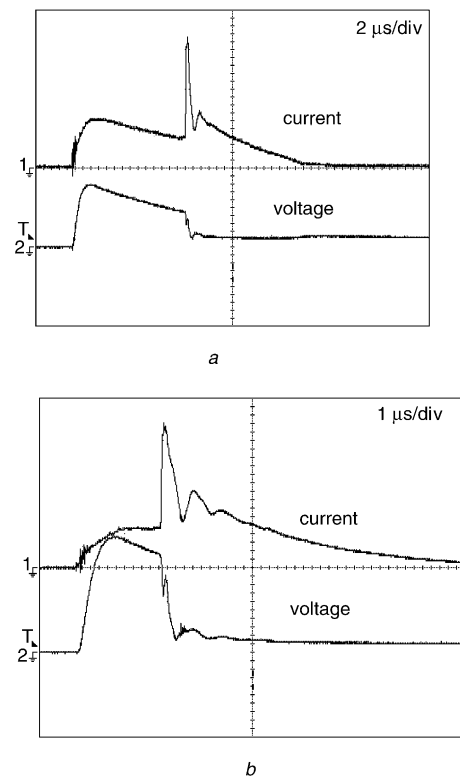 2 μs/div
current
1
voltage
T
2
a
1 μs/div
current
1
voltage
T
2
b